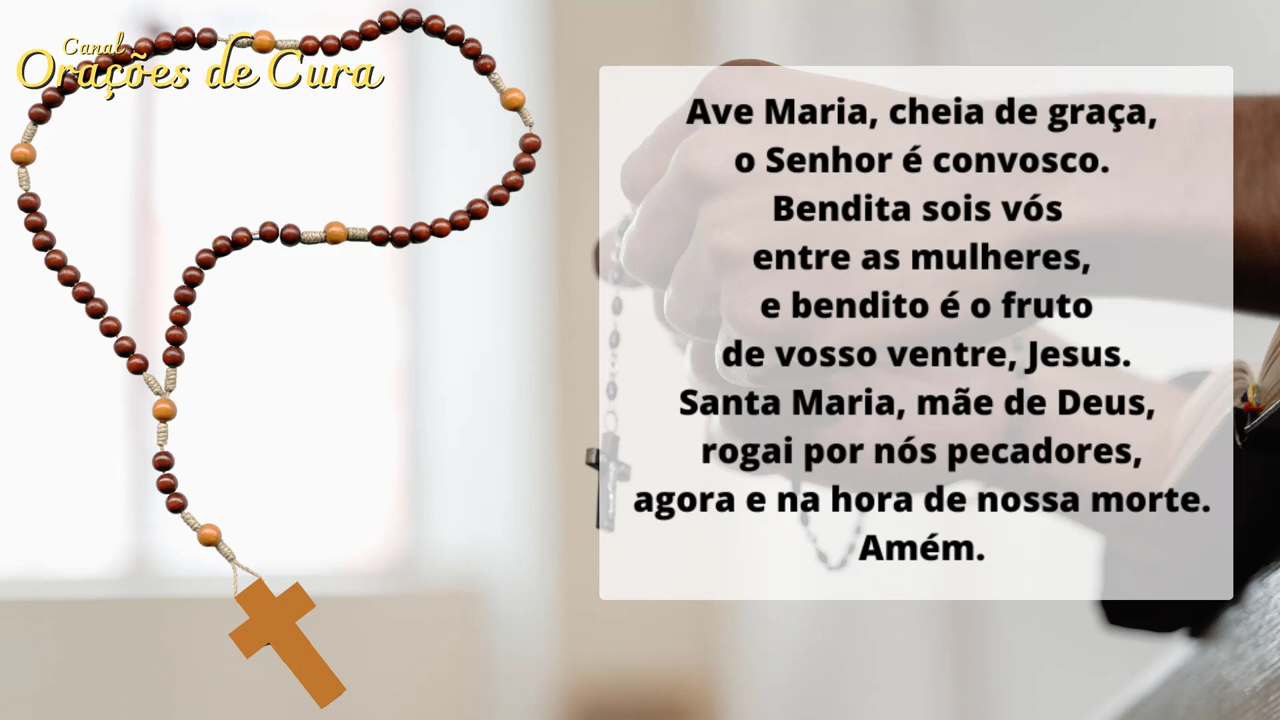 Canal
Orações de Cura
Ave Maria, cheia de graça,
o Senhor é convosco.
Bendita sois vós
entre as mulheres,
e bendito é o fruto
de vosso ventre, Jesus.
Santa Maria, mãe de Deus,
rogai por nós pecadores,
agora e na hora de nossa morte.
Amém.